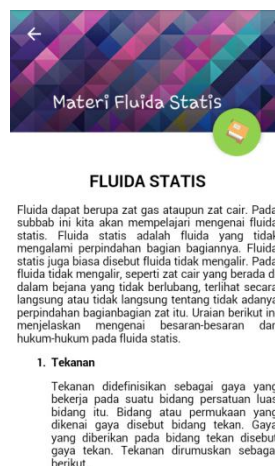 Materi Fluida Statis
FLUIDA STATIS
Fluida dapat berupa zat gas ataupun zat cair. Pada
subbab ini kita akan mempelajari mengenai fluida
statis. Fluida statis adalah fluida yang tidak
mengalami perpindahan bagian bagiannya. Fluida
statis juga biasa disebut fluida tidak mengalir. Pada
fluida tidak mengalir, seperti zat cair yang berada di
dalam bejana yang tidak berlubang, terlihat secara
langsung atau tidak langsung tentang tidak adanya
perpindahan bagianbagian zat itu. Uraian berikut ini
menjelaskan mengenai besaran-besaran dan
hukum-hukum pada fluida statis.
1. Tekanan
Tekanan didefinisikan sebagai gaya yang
bekerja pada suatu bidang persatuan luas
bidang itu. Bidang atau permukaan yang
dikenai gaya disebut bidang tekan. Gaya
yang diberikan pada bidang tekan disebut
gaya tekan. Tekanan dirumuskan sebagai
berikut